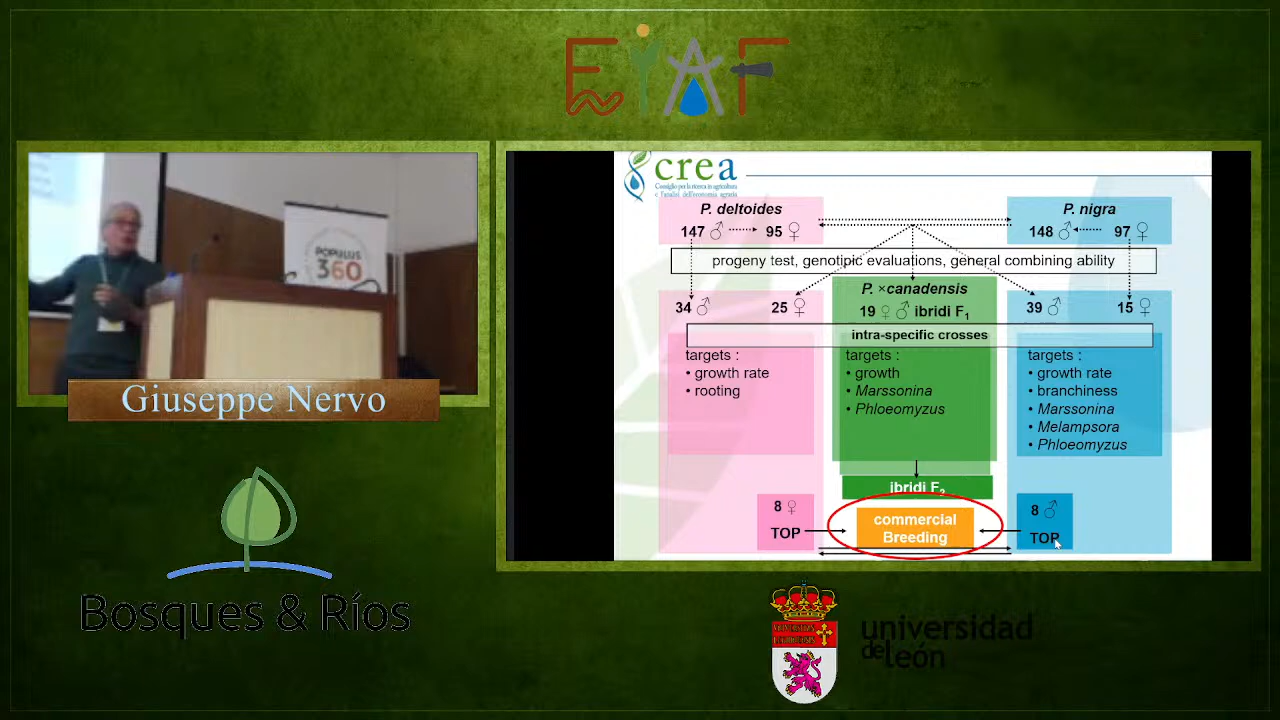 EIAF
POPULUS
360
Giuseppe Nervo
Bosques & Ríos
crea
Consiglio per la ricerca in agricoltura
e l'analisi dell'economia agraria
P. deltoides
147 ♂ 95 ♀
P. nigra
148 ♂ 97 ♀
progeny test, genotipic evaluations, general combining ability
34 ♂ 25 ♀
P. ×canadensis
19 ♀ ♂ ibridi F1
39 ♂ 15 ♀
intra-specific crosses
targets :
• growth rate
• rooting
targets :
• growth
• Marssonina
• Phloeomyzus
targets :
• growth rate
• branchiness
• Marssonina
• Melampsora
• Phloeomyzus
ibridi F2
8 ♀
TOP
commercial
Breeding
8 ♂
TOP
universidad
de león